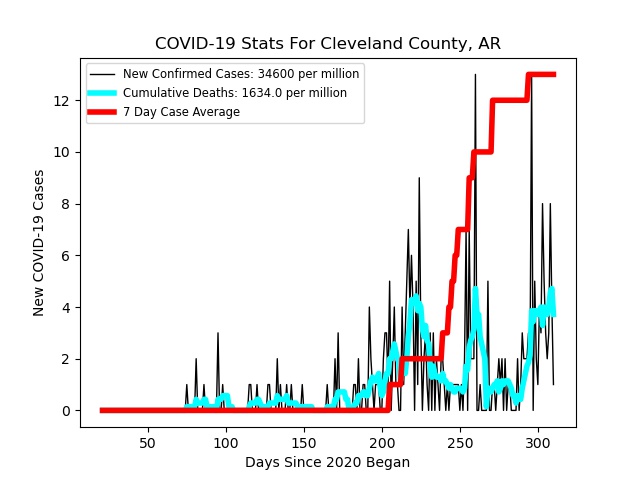 COVID-19 Stats For Cleveland County, AR
New Confirmed Cases: 34600 per million
Cumulative Deaths: 1634.0 per million
7 Day Case Average
New COVID-19 Cases
12
10
8
6
4
2
0
50 100 150 200 250 300
Days Since 2020 Began